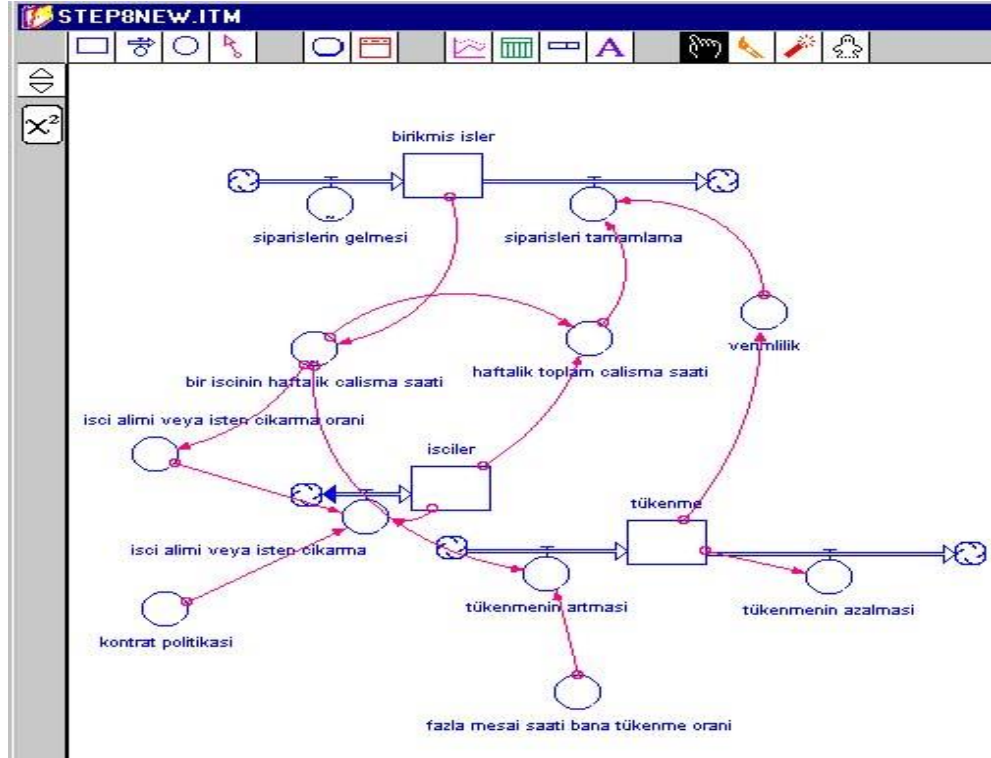 STEP8NEW.ITM
A
x²
birikmis isler
siparislerin gelmesi
siparisleri tamamlama
verimlilik
haftalik toplam calisma saati
bir iscinin haftalik calisma saati
isci alimi veya isten cikarma orani
isciler
tükenme
isci alimi veya isten cikarma
tükenmenin artmasi
tükenmenin azalmasi
kontrat politikasi
fazla mesai saati bana tükenme orani